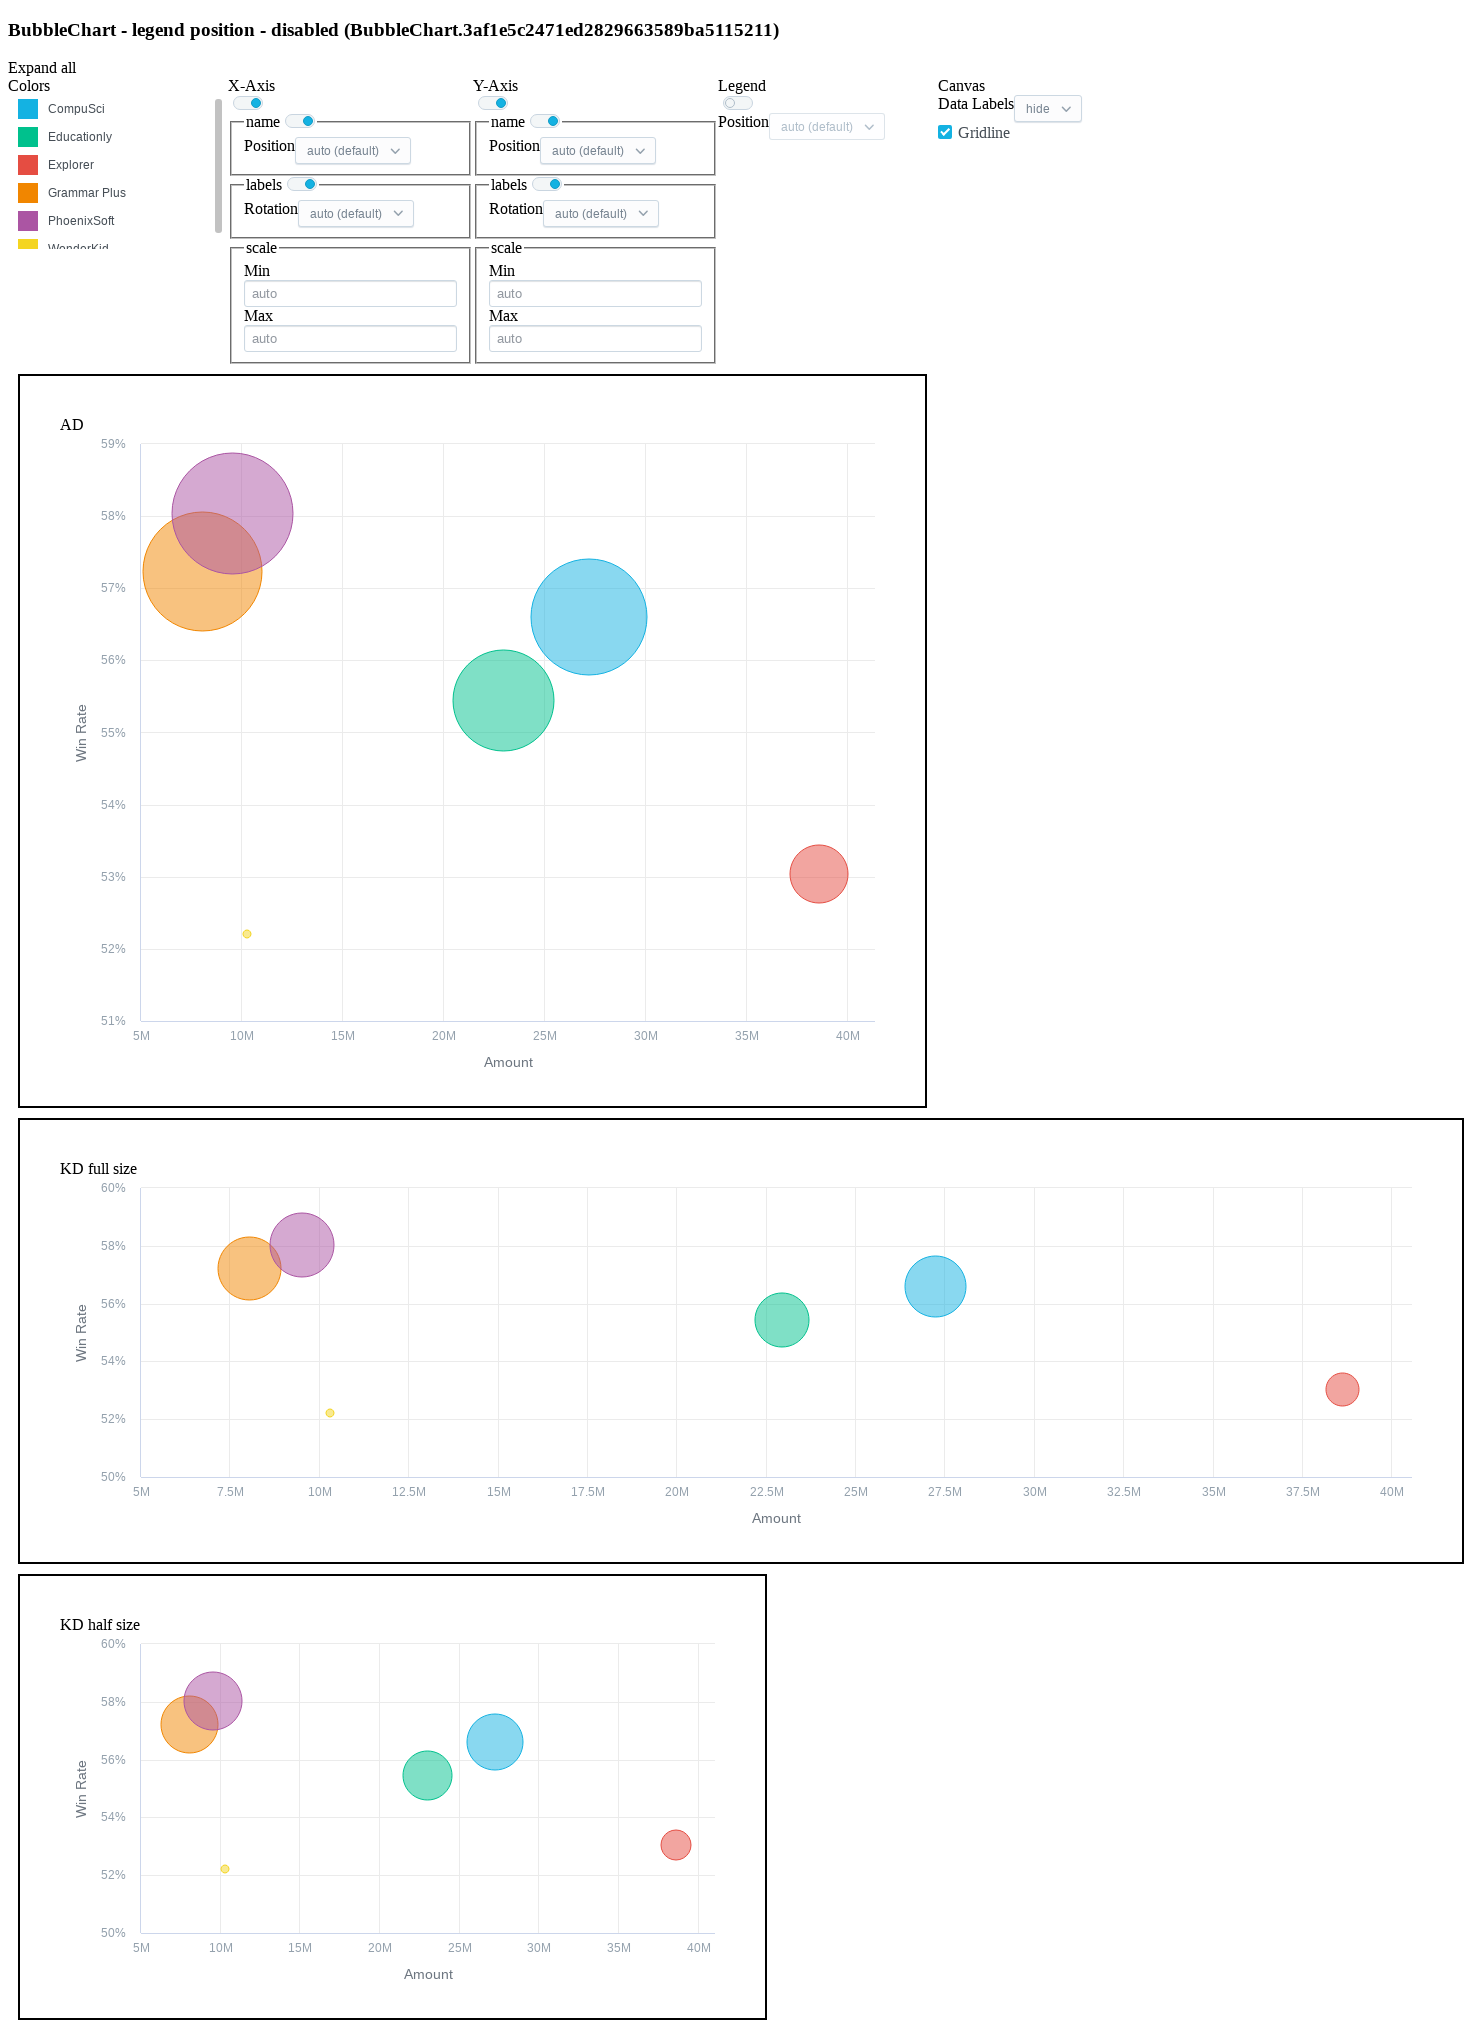 BubbleChart - legend position - disabled (BubbleChart.3af1e5c2471ed2829663589ba5115211)
Expand all
Colors
CompuSci
Educationly
Explorer
Grammar Plus
PhoenixSoft
WonderKid
X-Axis
name
Position auto (default)
labels
Rotation auto (default)
scale
Min
auto
Max
auto
Y-Axis
name
Position auto (default)
labels
Rotation auto (default)
scale
Min
auto
Max
auto
Legend
Position auto (default)
Canvas
Data Labels hide
Gridline
AD
59%
58%
57%
56%
55%
54%
53%
52%
51%
Win Rate
5M 10M 15M 20M 25M 30M 35M 40M
Amount
KD full size
60%
58%
56%
54%
52%
50%
Win Rate
5M 7.5M 10M 12.5M 15M 17.5M 20M 22.5M 25M 27.5M 30M 32.5M 35M 37.5M 40M
Amount
KD half size
60%
58%
56%
54%
52%
50%
Win Rate
5M 10M 15M 20M 25M 30M 35M 40M
Amount